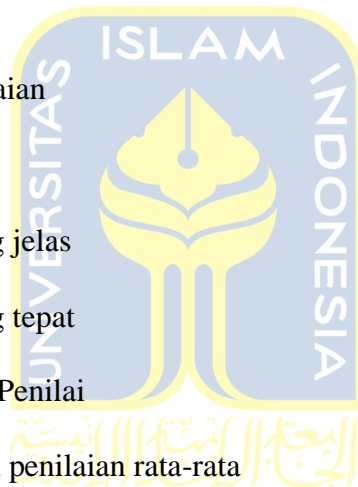 ISLAM
UNIVERSITAS
INDONESIA
aian
g jelas
g tepat
Penilai
penilaian rata-rata